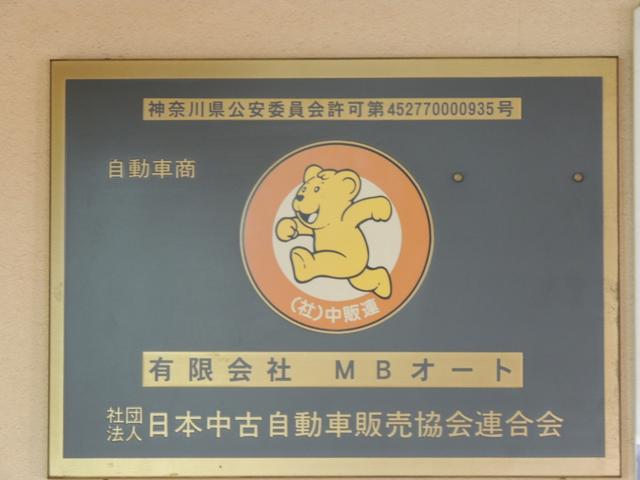 神奈川県公安委員会許可第452770000935号
自動車商
(社)中販連
有限会社 MBオート
社団法人日本中古自動車販売協会連合会